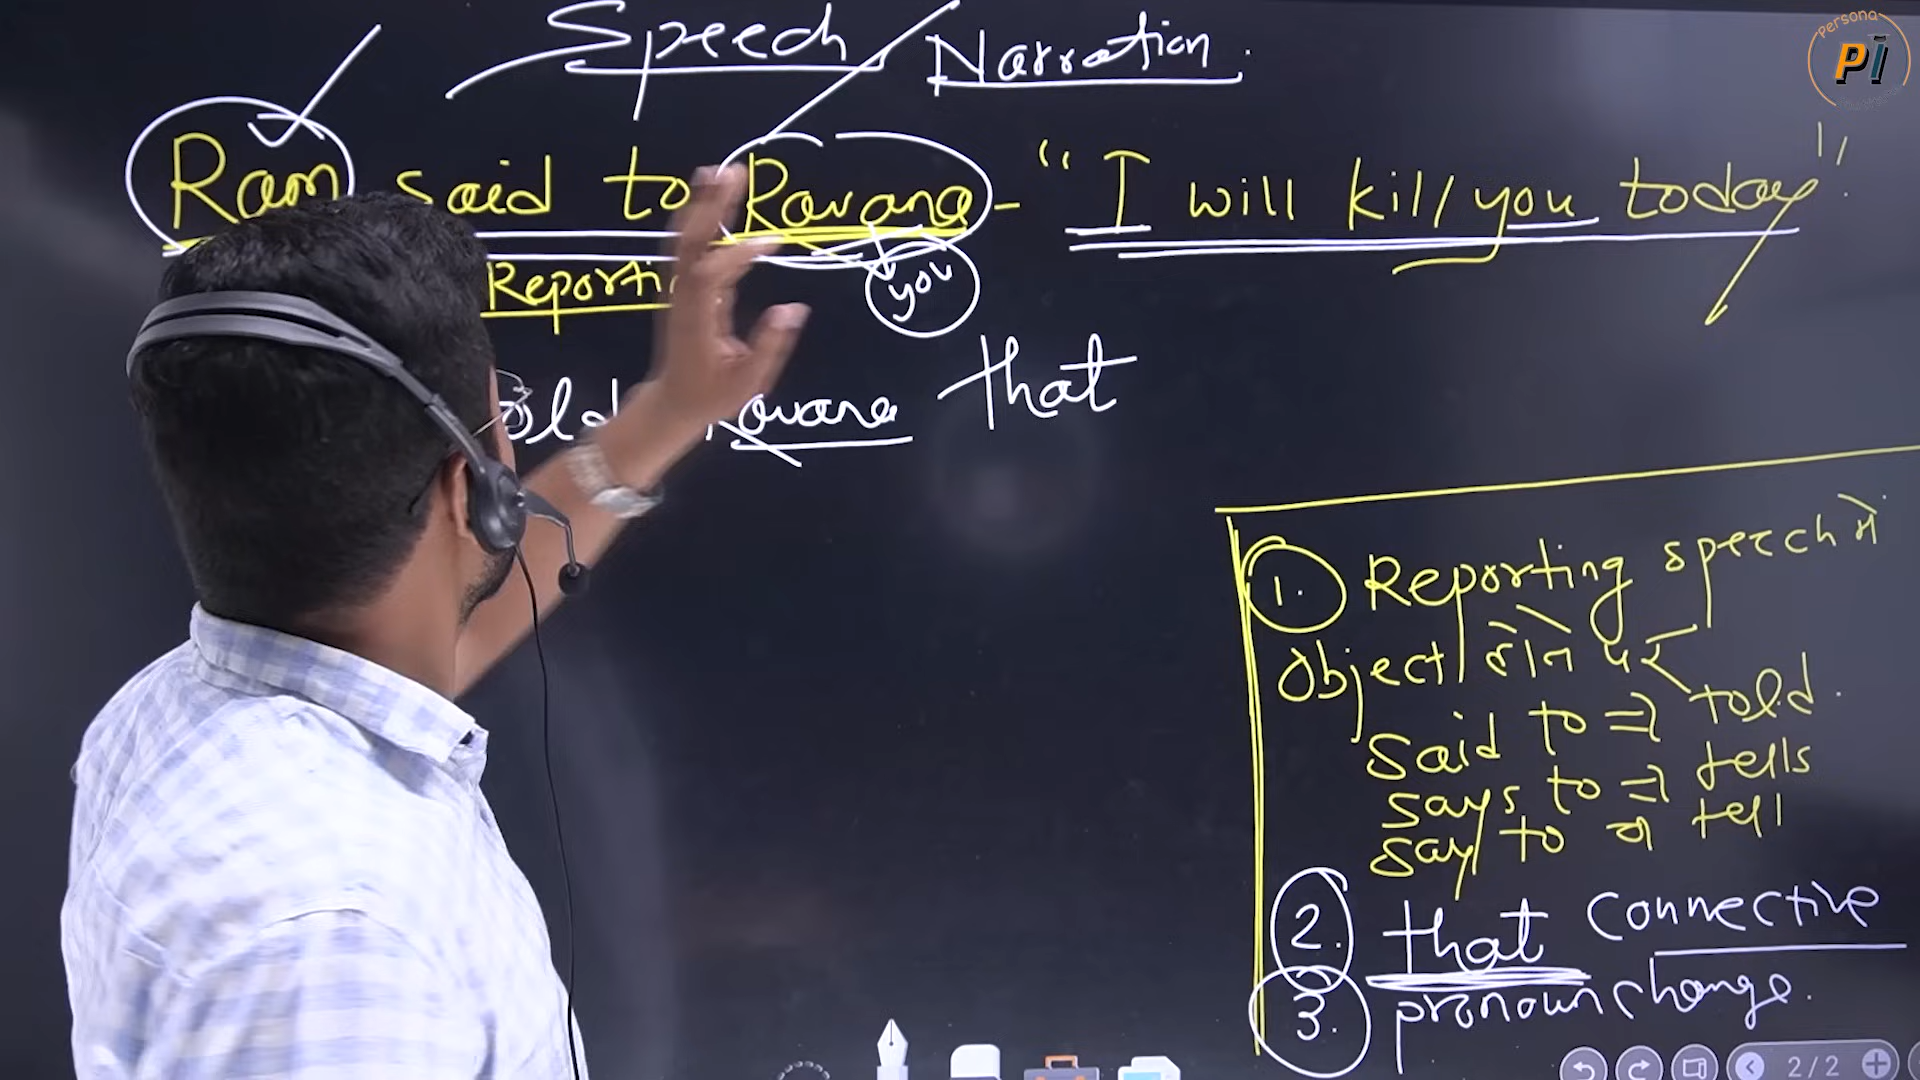 Speech / Narration.
Persona
PI
Ram said to Ravana - "I will kill you today".
Reporti
you
old Ravana that
1. Reporting speech में
object होने पर
Said to ⇒ told.
Says to ⇒ tells
Say to ⇒ tell
2. that connective
3. pronoun change.
2/2